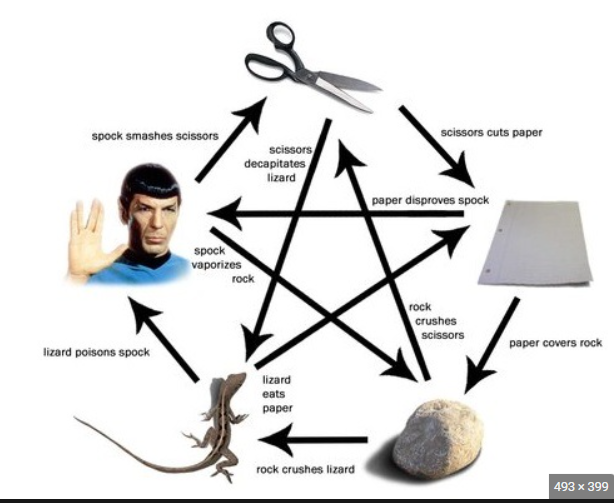 spock smashes scissors
scissors
decapitates
lizard
scissors cuts paper
paper disproves spock
spock
vaporizes
rock
rock
crushes
scissors
paper covers rock
lizard poisons spock
lizard
eats
paper
rock crushes lizard
493 × 399